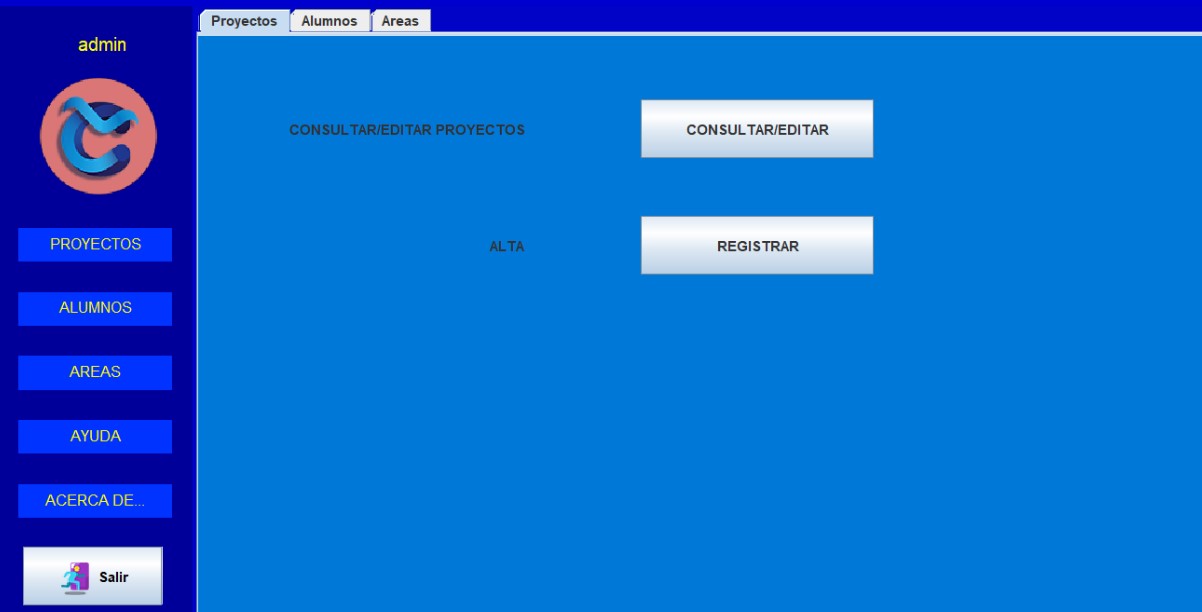 admin
PROYECTOS
ALUMNOS
AREAS
AYUDA
ACERCA DE...
Salir
Proyectos Alumnos Areas
CONSULTAR/EDITAR PROYECTOS CONSULTAR/EDITAR
ALTA REGISTRAR